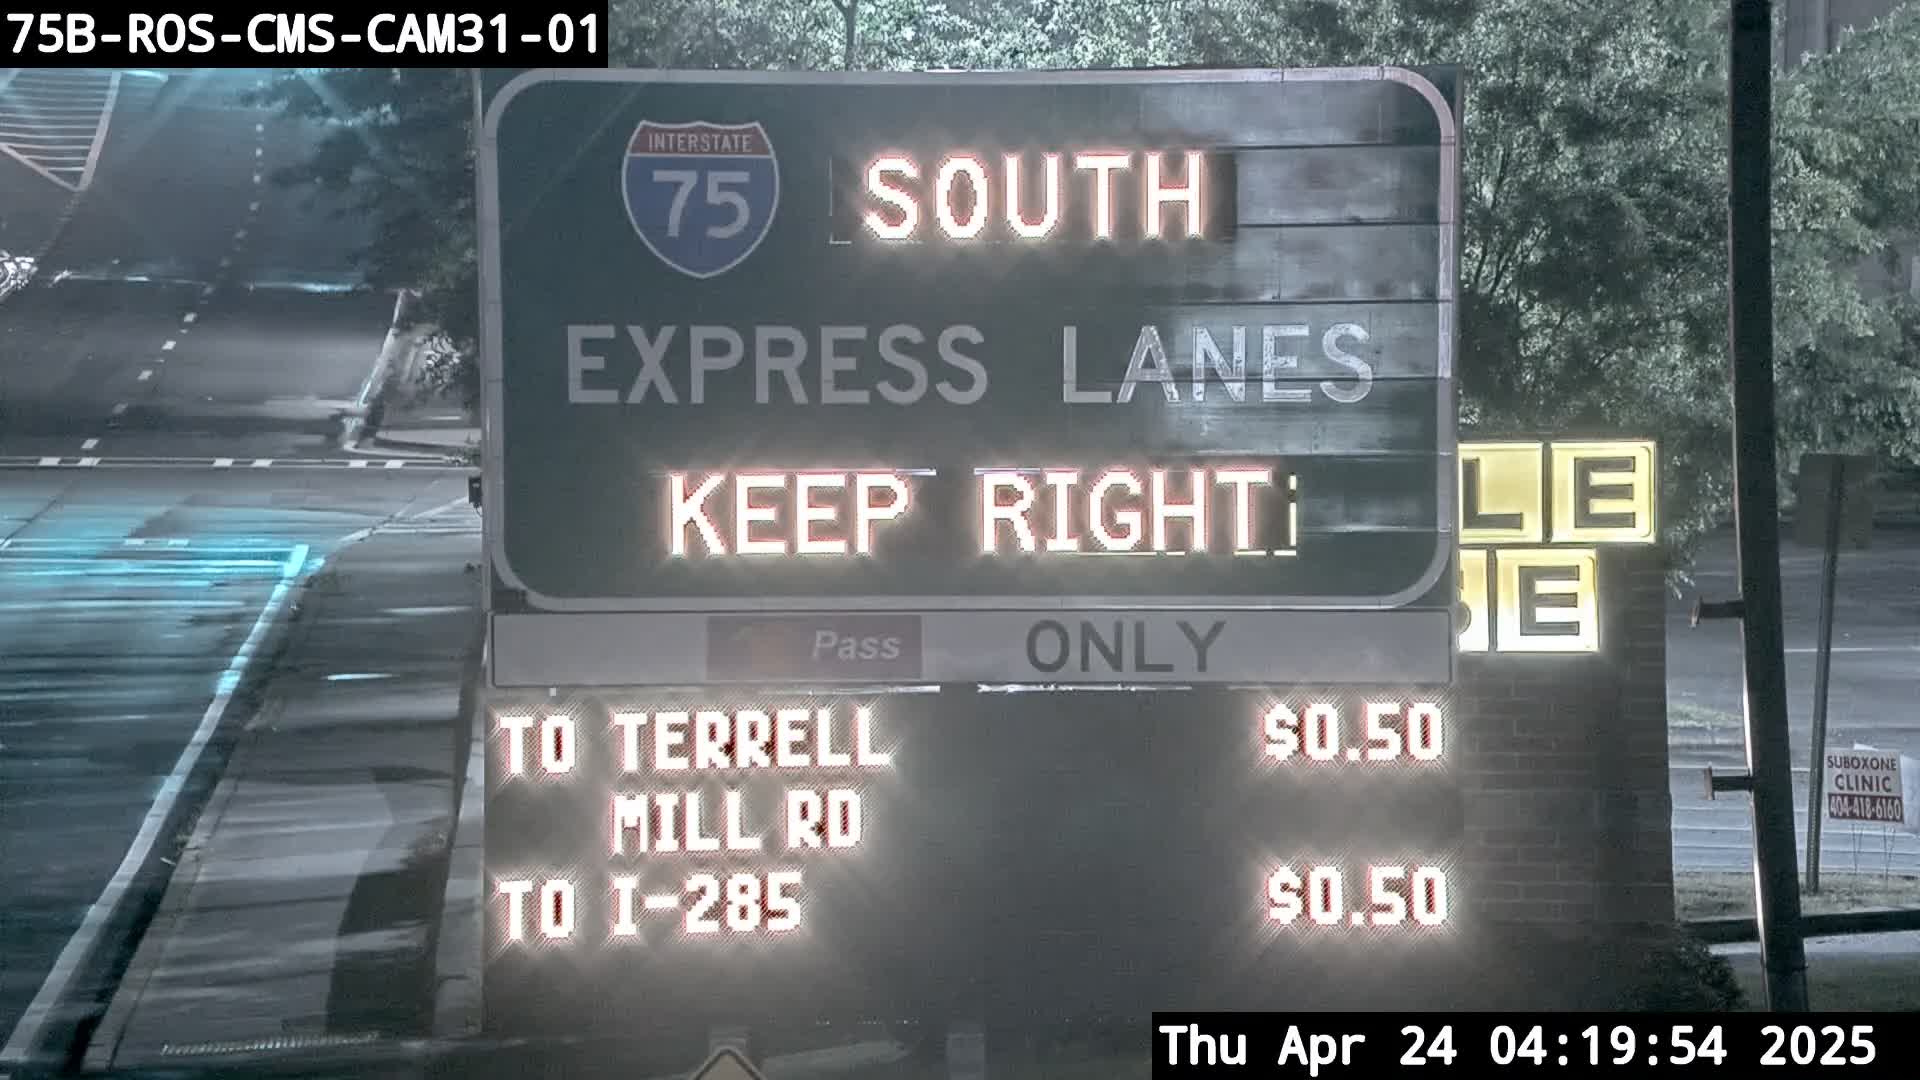 75B-ROS-CMS-CAM31-01
INTERSTATE
75
SOUTH
EXPRESS LANES
KEEP RIGHT
Pass ONLY
TO TERRELL $0.50
MILL RD
TO I-285 $0.50
LE
E
SUBOXONE
CLINIC
404-418-6160
Thu Apr 24 04:19:54 2025